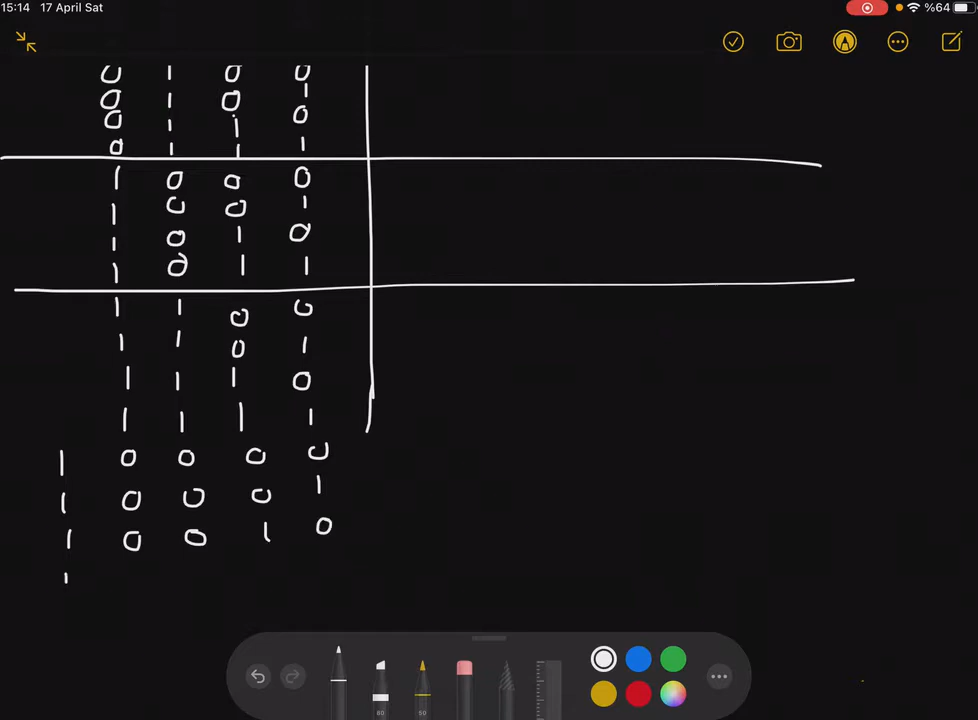 15:14 17 April Sat %64
0 1 0 0
0 1 0 1
0 1 1 0
0 1 1 1
1 0 0 0
1 0 0 1
1 0 1 0
1 0 1 1
1 1 0 0
1 1 0 1
1 1 1 0
1 1 1 1
1 0 0 0 0
1 0 0 0 1
1 0 0 1 0
1
80 50